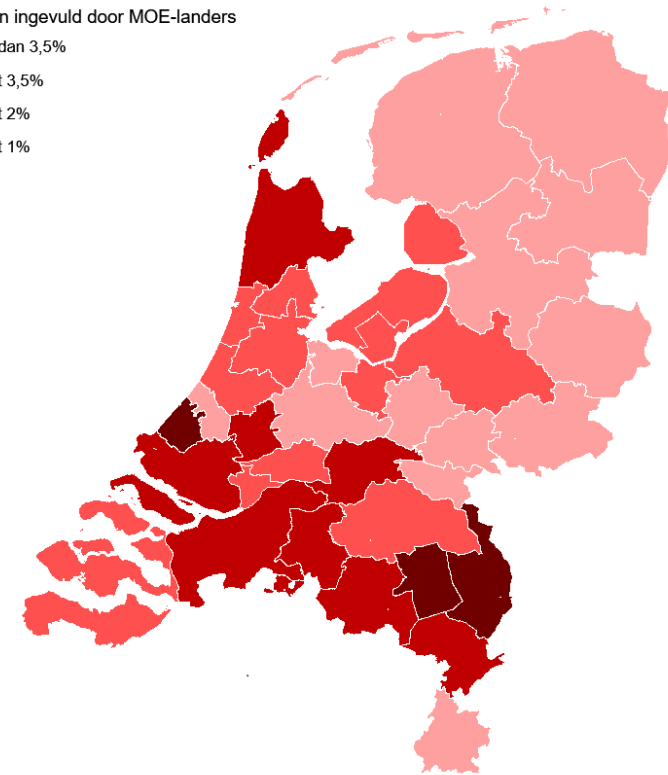 n ingevuld door MOE-landers
dan 3,5%
t 3,5%
t 2%
t 1%